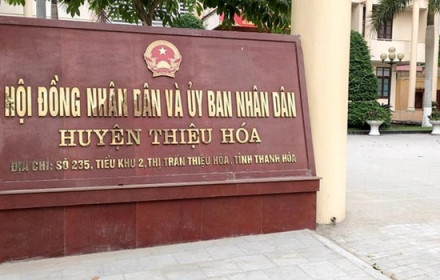 HỘI ĐỒNG NHÂN DÂN VÀ ỦY BAN NHÂN DÂN
HUYỆN THIỆU HÓA
ĐỊA CHỈ: SỐ 235, TIỂU KHU 2, THỊ TRẤN THIỆU HÓA, TỈNH THANH HÓA